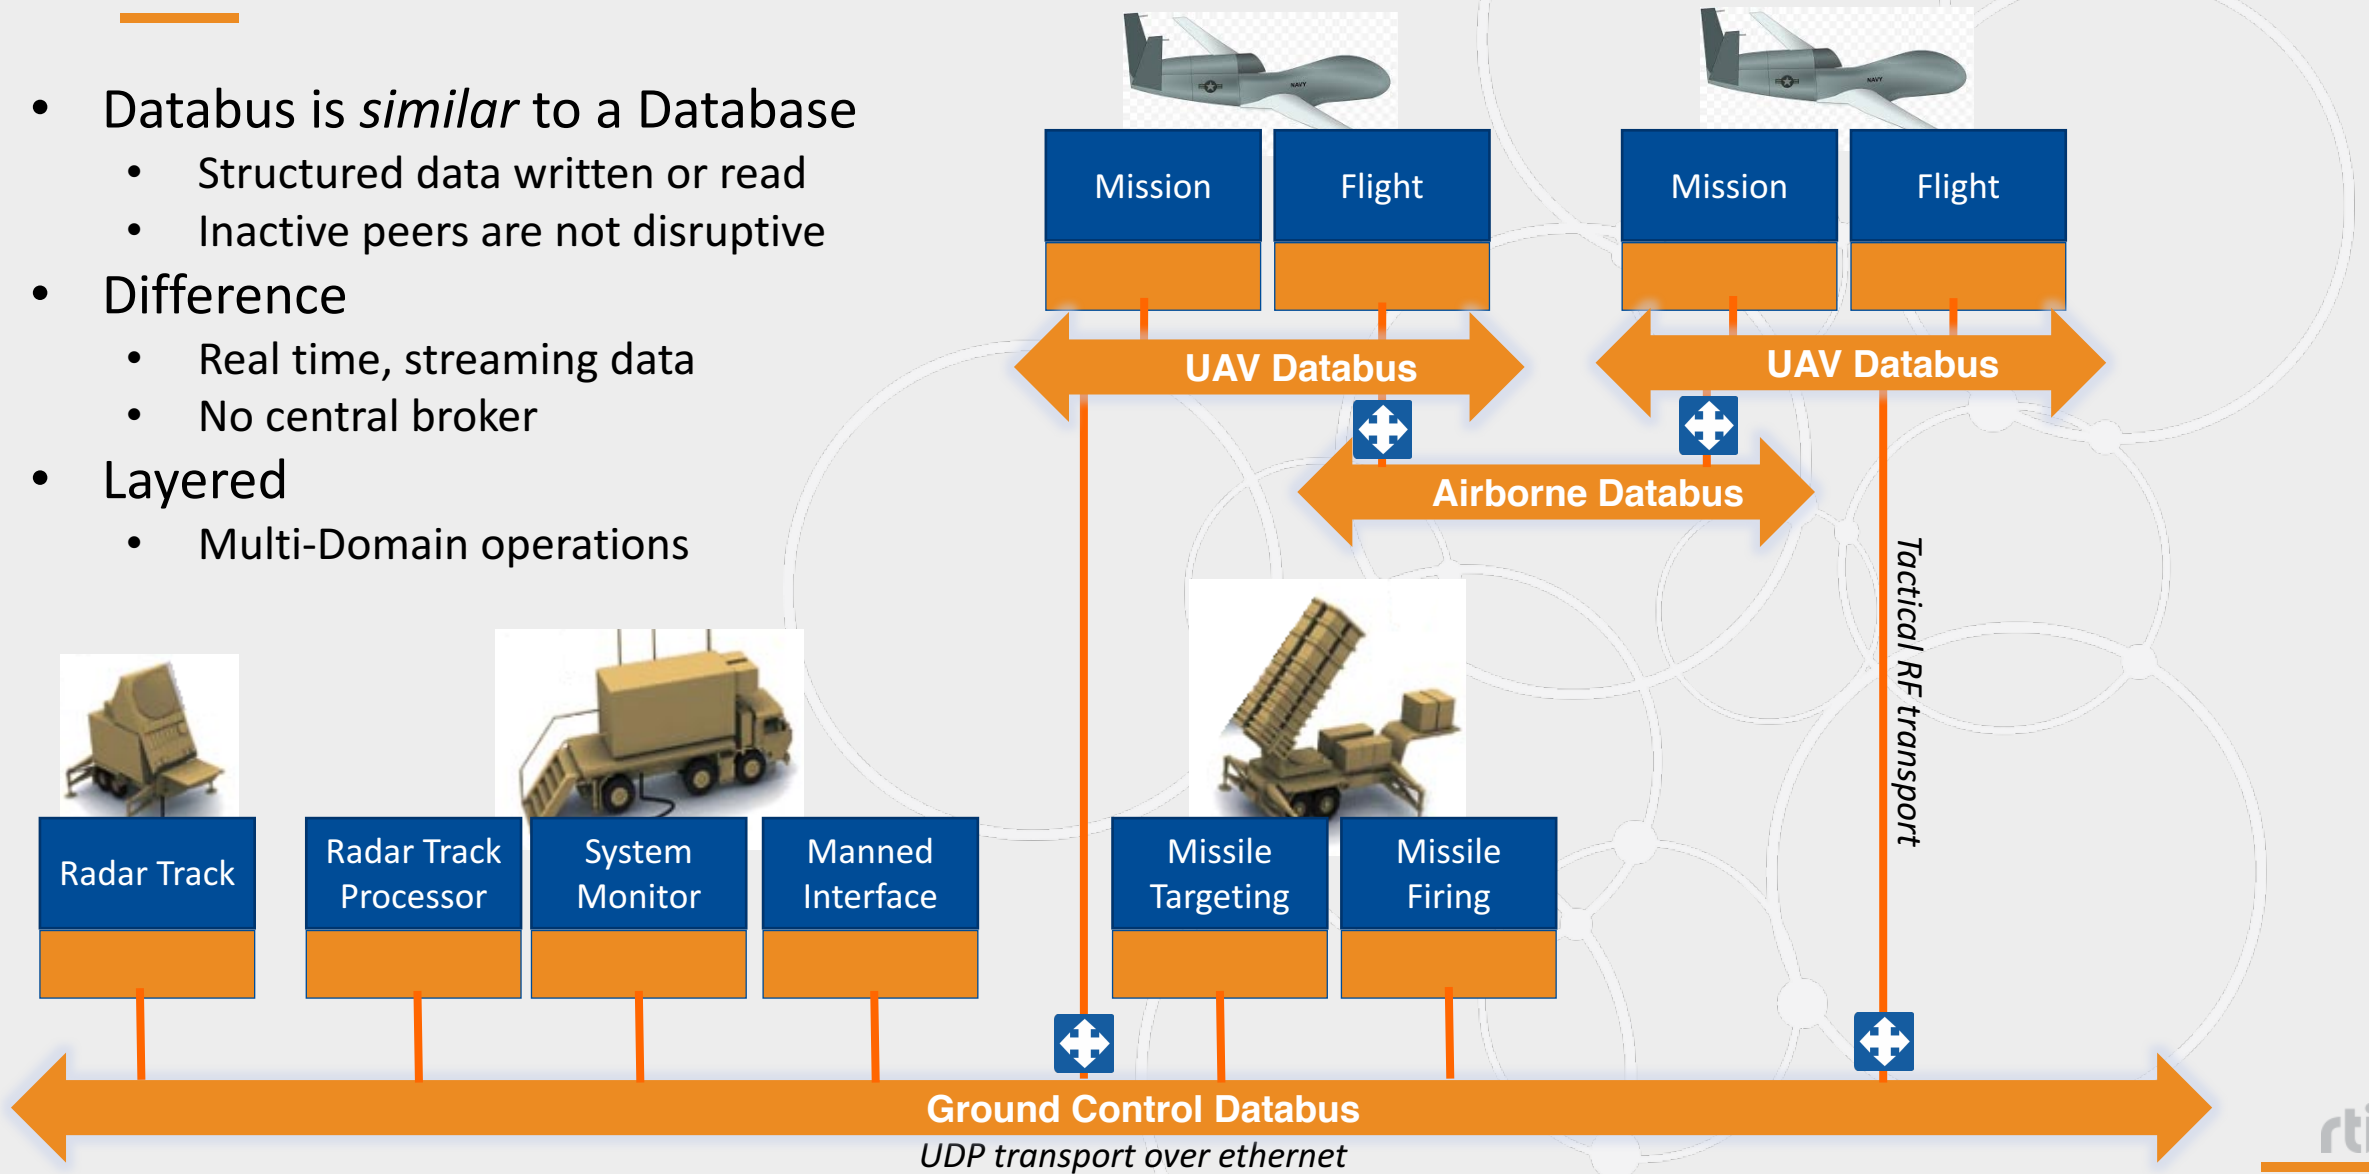 • Databus is similar to a Database
• Structured data written or read
• Inactive peers are not disruptive
• Difference
• Real time, streaming data
• No central broker
• Layered
• Multi-Domain operations
NAVY
NAVY
Mission
Flight
Mission
Flight
UAV Databus
UAV Databus
Airborne Databus
Tactical RF transport
Radar Track
Radar Track
Processor
System
Monitor
Manned
Interface
Missile
Targeting
Missile
Firing
Ground Control Databus
UDP transport over ethernet
rti